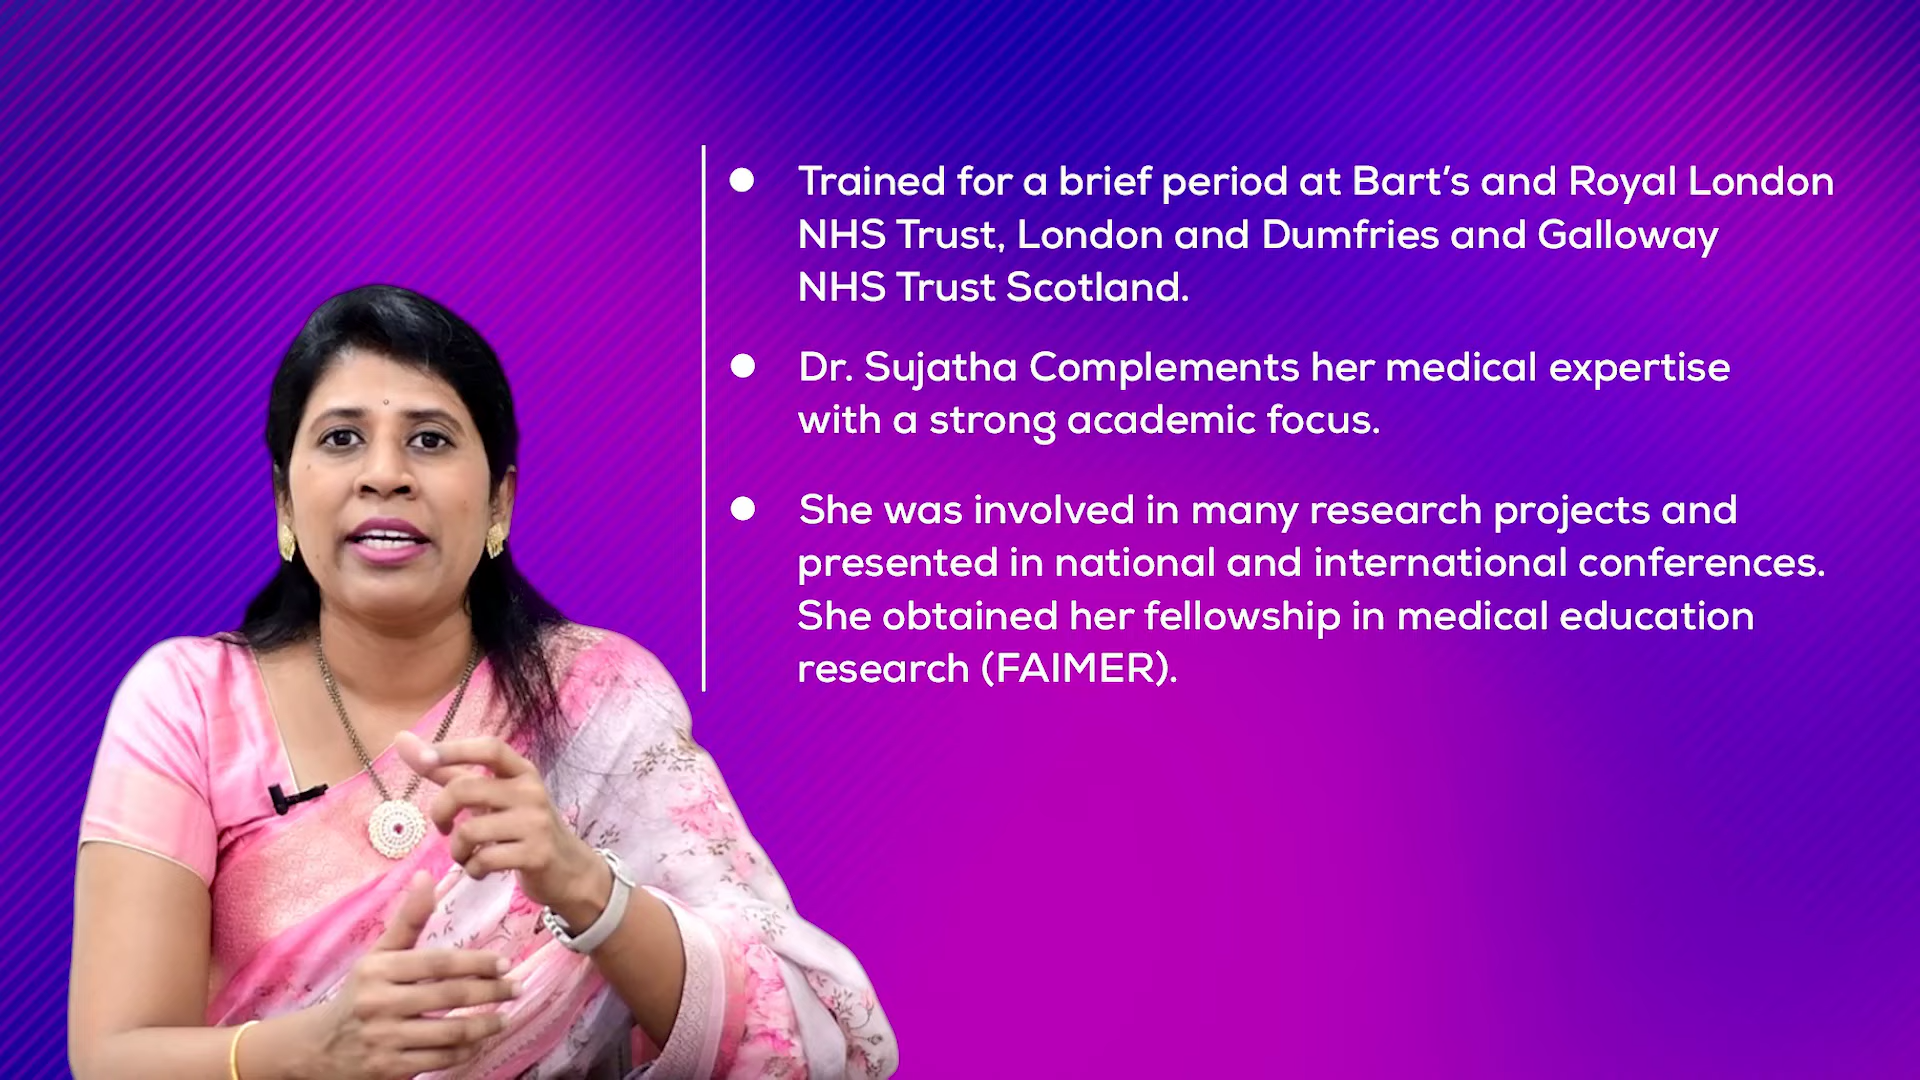 Trained for a brief period at Bart’s and Royal London
NHS Trust, London and Dumfries and Galloway
NHS Trust Scotland.
Dr. Sujatha Complements her medical expertise
with a strong academic focus.
She was involved in many research projects and
presented in national and international conferences.
She obtained her fellowship in medical education
research (FAIMER).